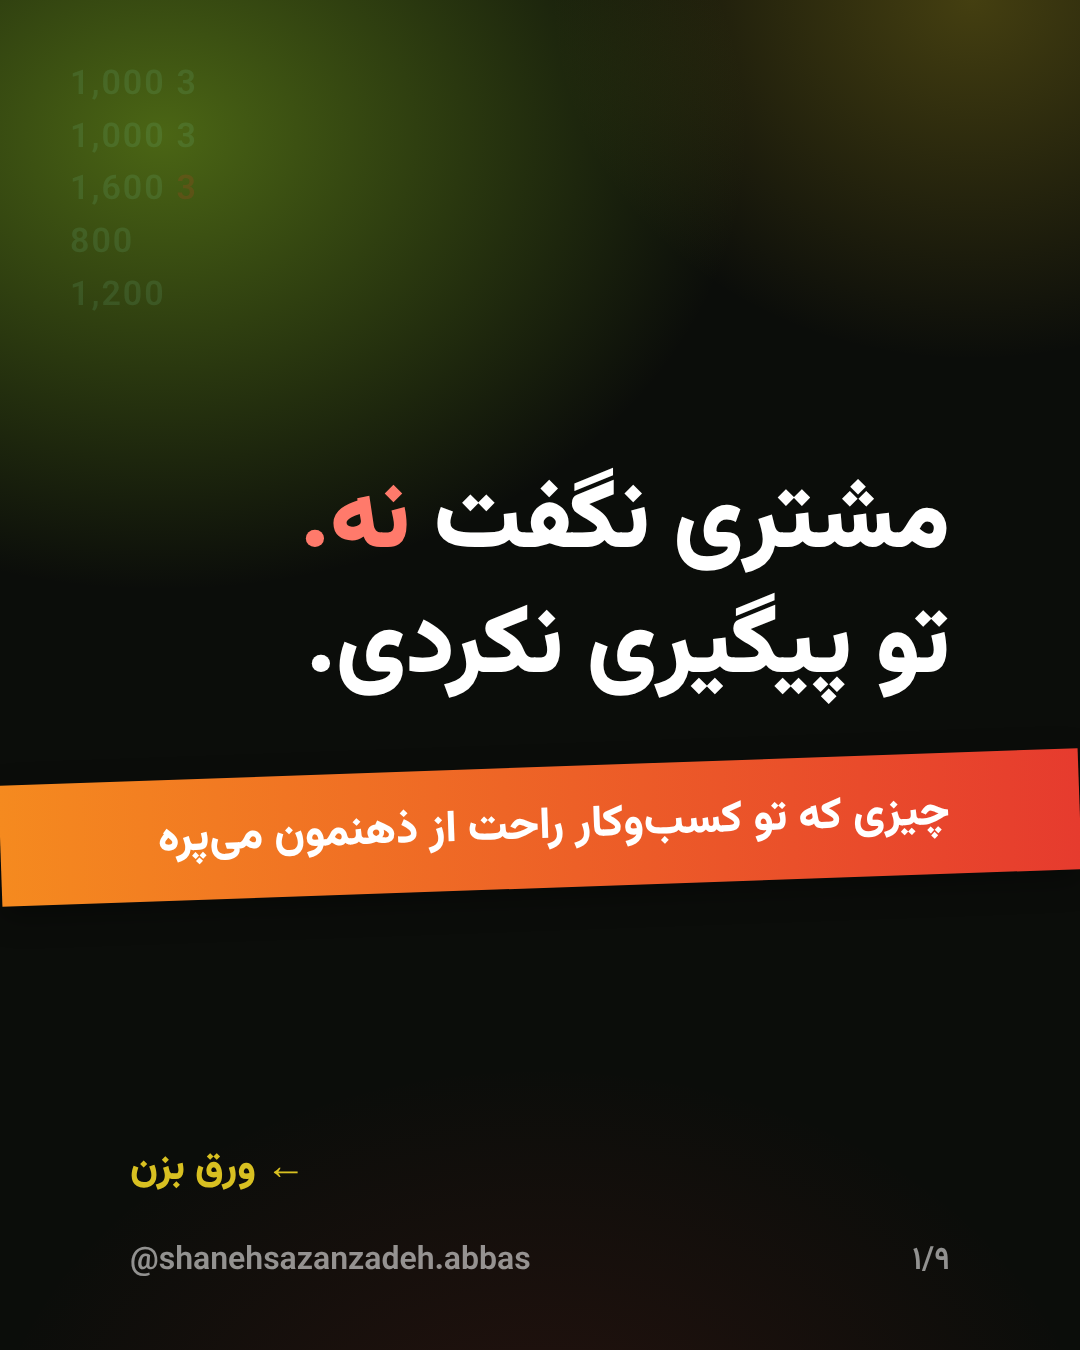 1,000 3
1,000 3
1,600 3
800
1,200
مشتری نگفت نه.
تو پیگیری نکردی.
چیزی که تو کسب‌وکار راحت از ذهنمون می‌پره
← ورق بزن
@shanehsazanzadeh.abbas
۱/۹